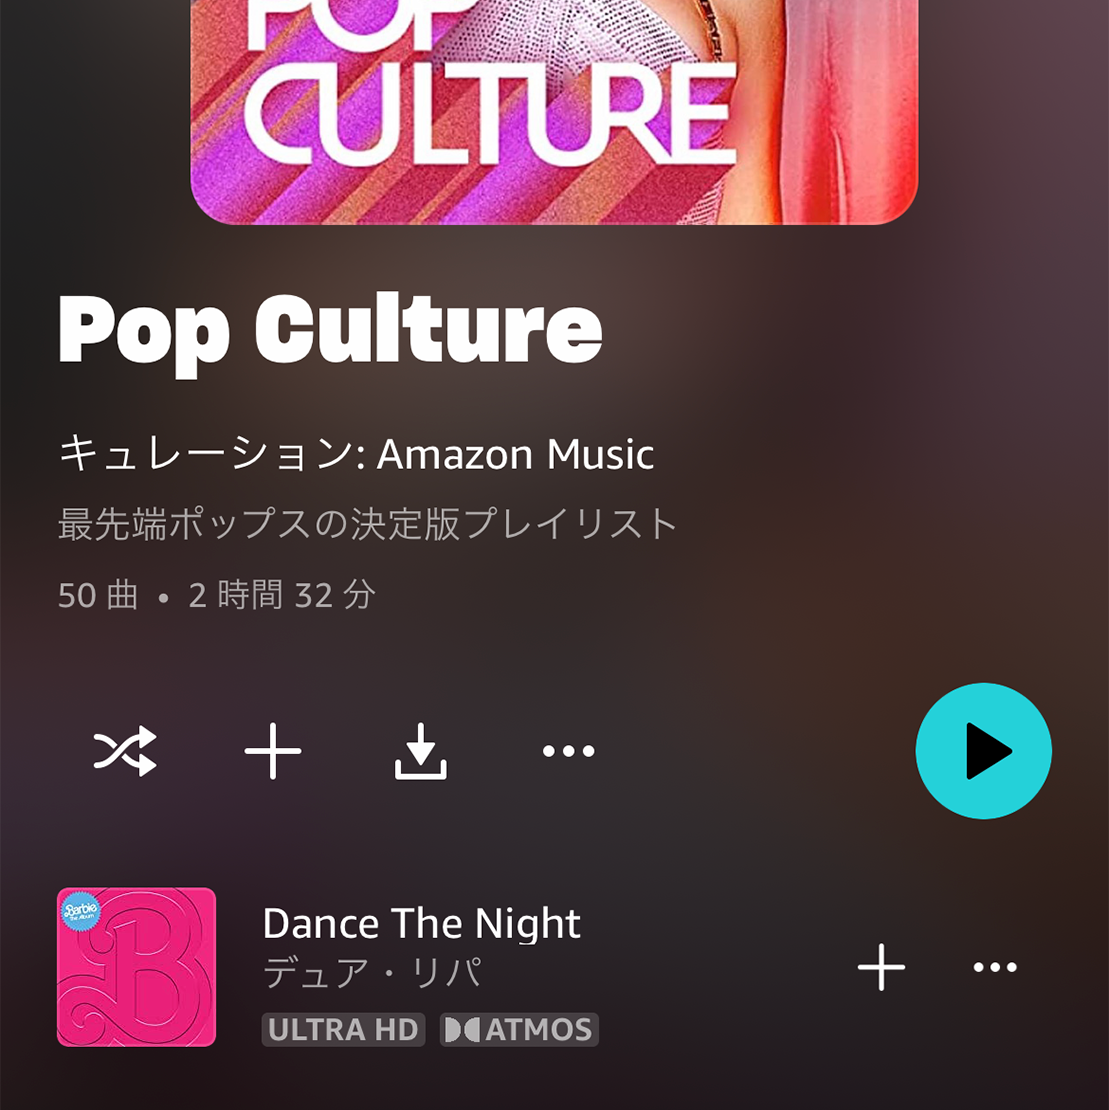 POP
CULTURE
Pop Culture
キュレーション: Amazon Music
最先端ポップスの決定版プレイリスト
50 曲 • 2 時間 32 分
Barbie
The Album
B
Dance The Night
デュア・リパ
ULTRA HD ATMOS